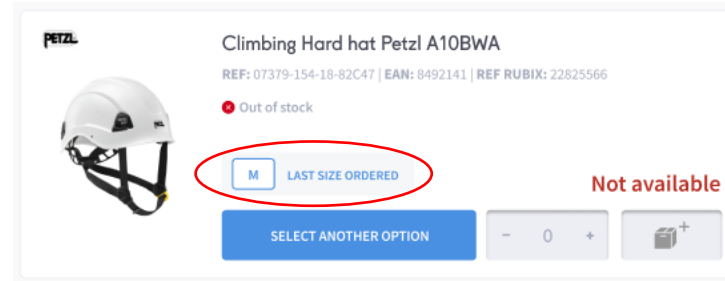 PETZL
Climbing Hard hat Petzl A10BWA
REF: 07379-154-18-82C47 | EAN: 8492141 | REF RUBIX: 22825566
Out of stock
M LAST SIZE ORDERED
Not available
SELECT ANOTHER OPTION - 0 +
+